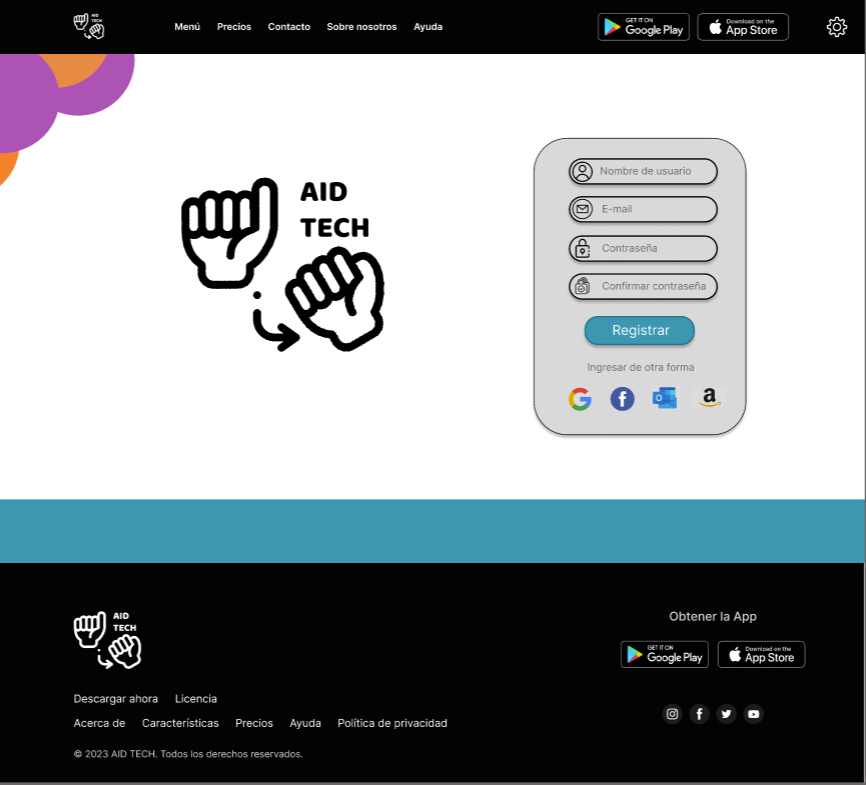 AID
TECH
Menú Precios Contacto Sobre nosotros Ayuda
GET IT ON
Google Play
Download on the
App Store
AID
TECH
Nombre de usuario
E-mail
Contraseña
Confirmar contraseña
Registrar
Ingresar de otra forma
AID
TECH
Obtener la App
GET IT ON
Google Play
Download on the
App Store
Descargar ahora Licencia
Acerca de Características Precios Ayuda Política de privacidad
© 2023 AID TECH. Todos los derechos reservados.